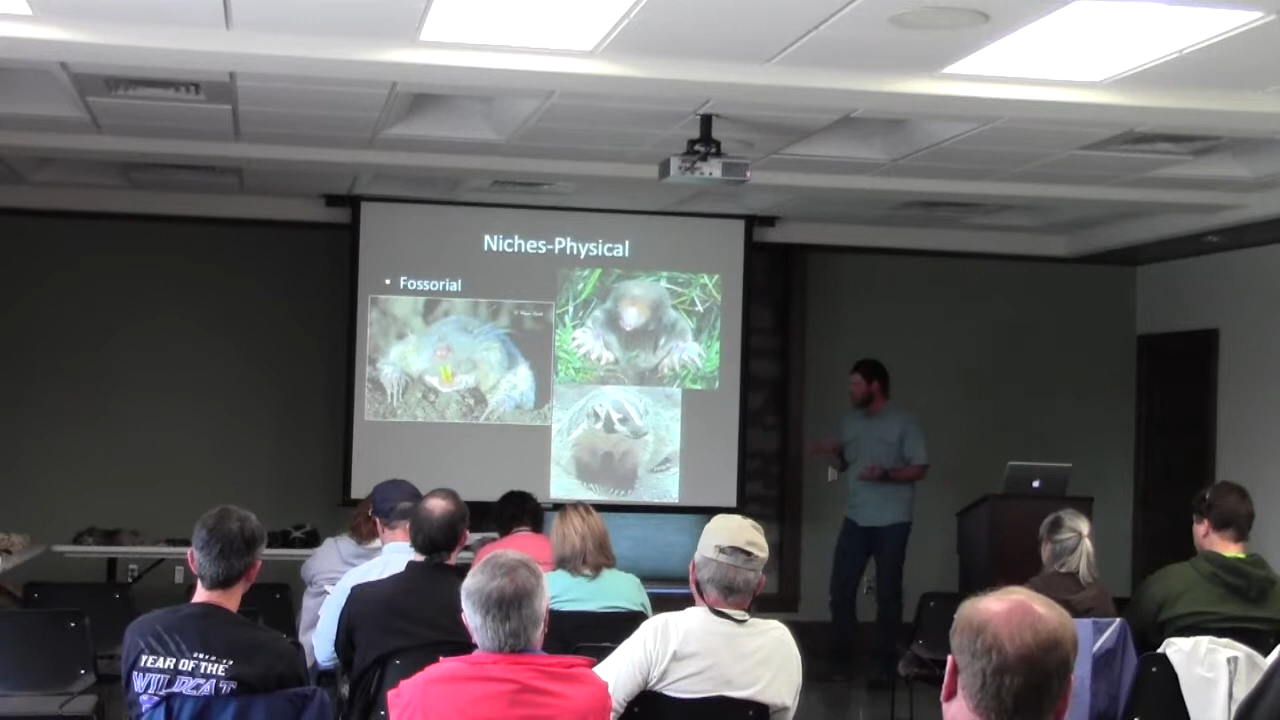 Niches-Physical
• Fossorial
YEAR OF THE
WILDCAT